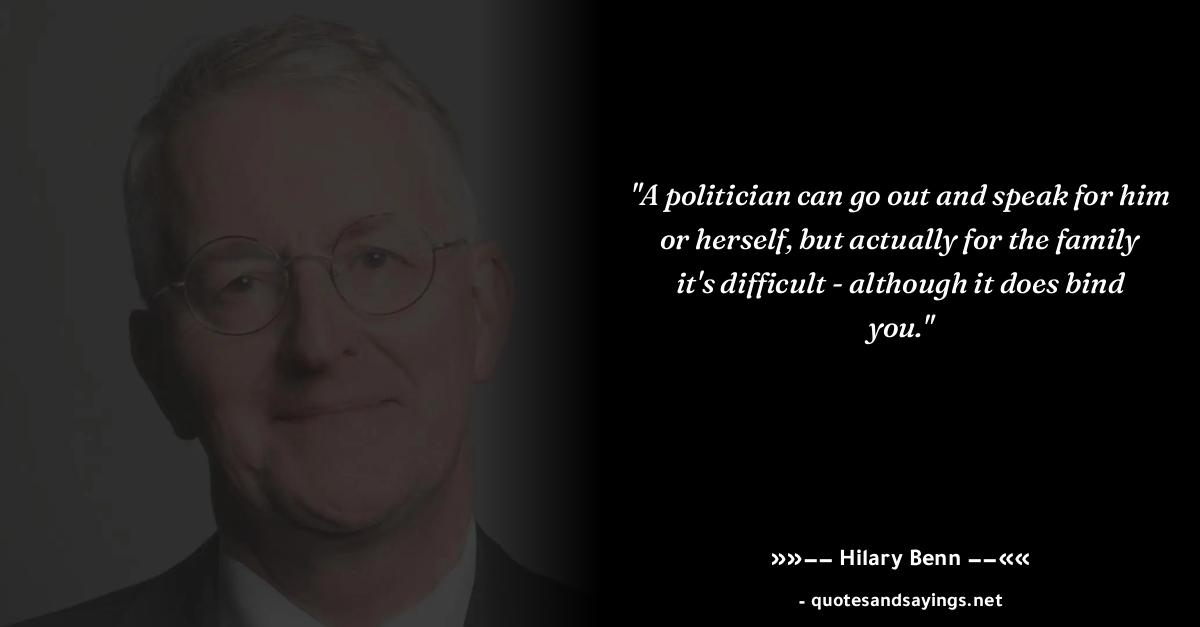 "A politician can go out and speak for him
or herself, but actually for the family
it's difficult - although it does bind
you."
»»−− Hilary Benn −−««
- quotesandsayings.net